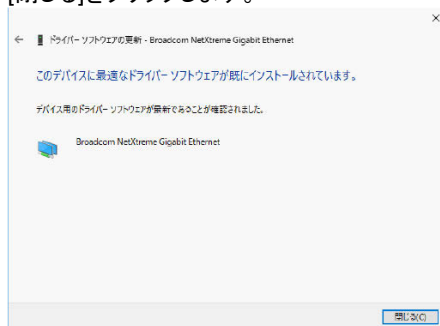 [閉じる]をクリックします。
← ドライバー ソフトウェアの更新 - Broadcom NetXtreme Gigabit Ethernet
このデバイスに最適なドライバー ソフトウェアが既にインストールされています。
デバイス用のドライバー ソフトウェアが最新であることが確認されました。
Broadcom NetXtreme Gigabit Ethernet
閉じる(C)